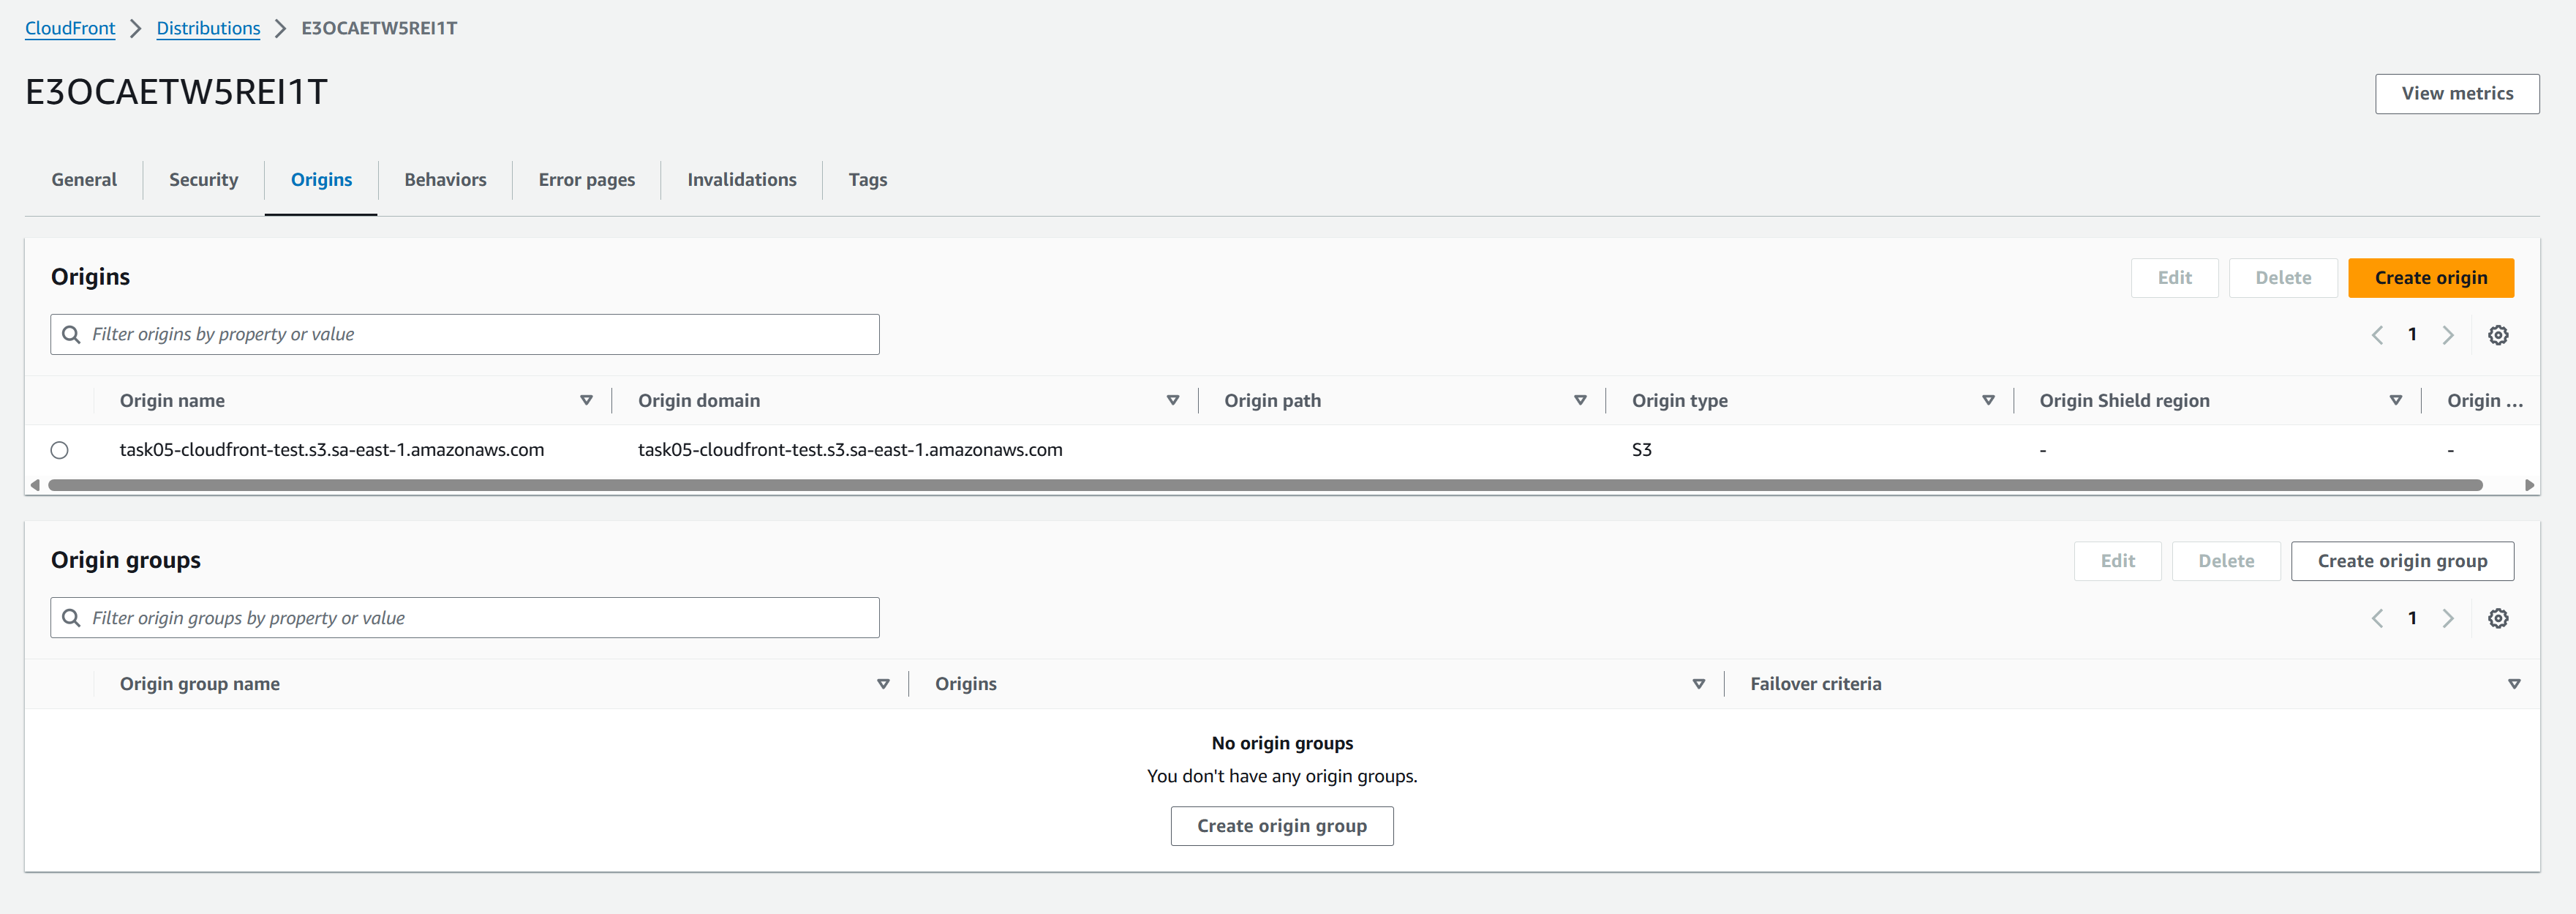 CloudFront > Distributions > E3OCAETW5REI1T
E3OCAETW5REI1T
View metrics
General Security Origins Behaviors Error pages Invalidations Tags
Origins
Edit Delete Create origin
Filter origins by property or value
1
Origin name Origin domain Origin path Origin type Origin Shield region Origin ...
task05-cloudfront-test.s3.sa-east-1.amazonaws.com task05-cloudfront-test.s3.sa-east-1.amazonaws.com S3 - -
Origin groups
Edit Delete Create origin group
Filter origin groups by property or value
1
Origin group name Origins Failover criteria
No origin groups
You don't have any origin groups.
Create origin group